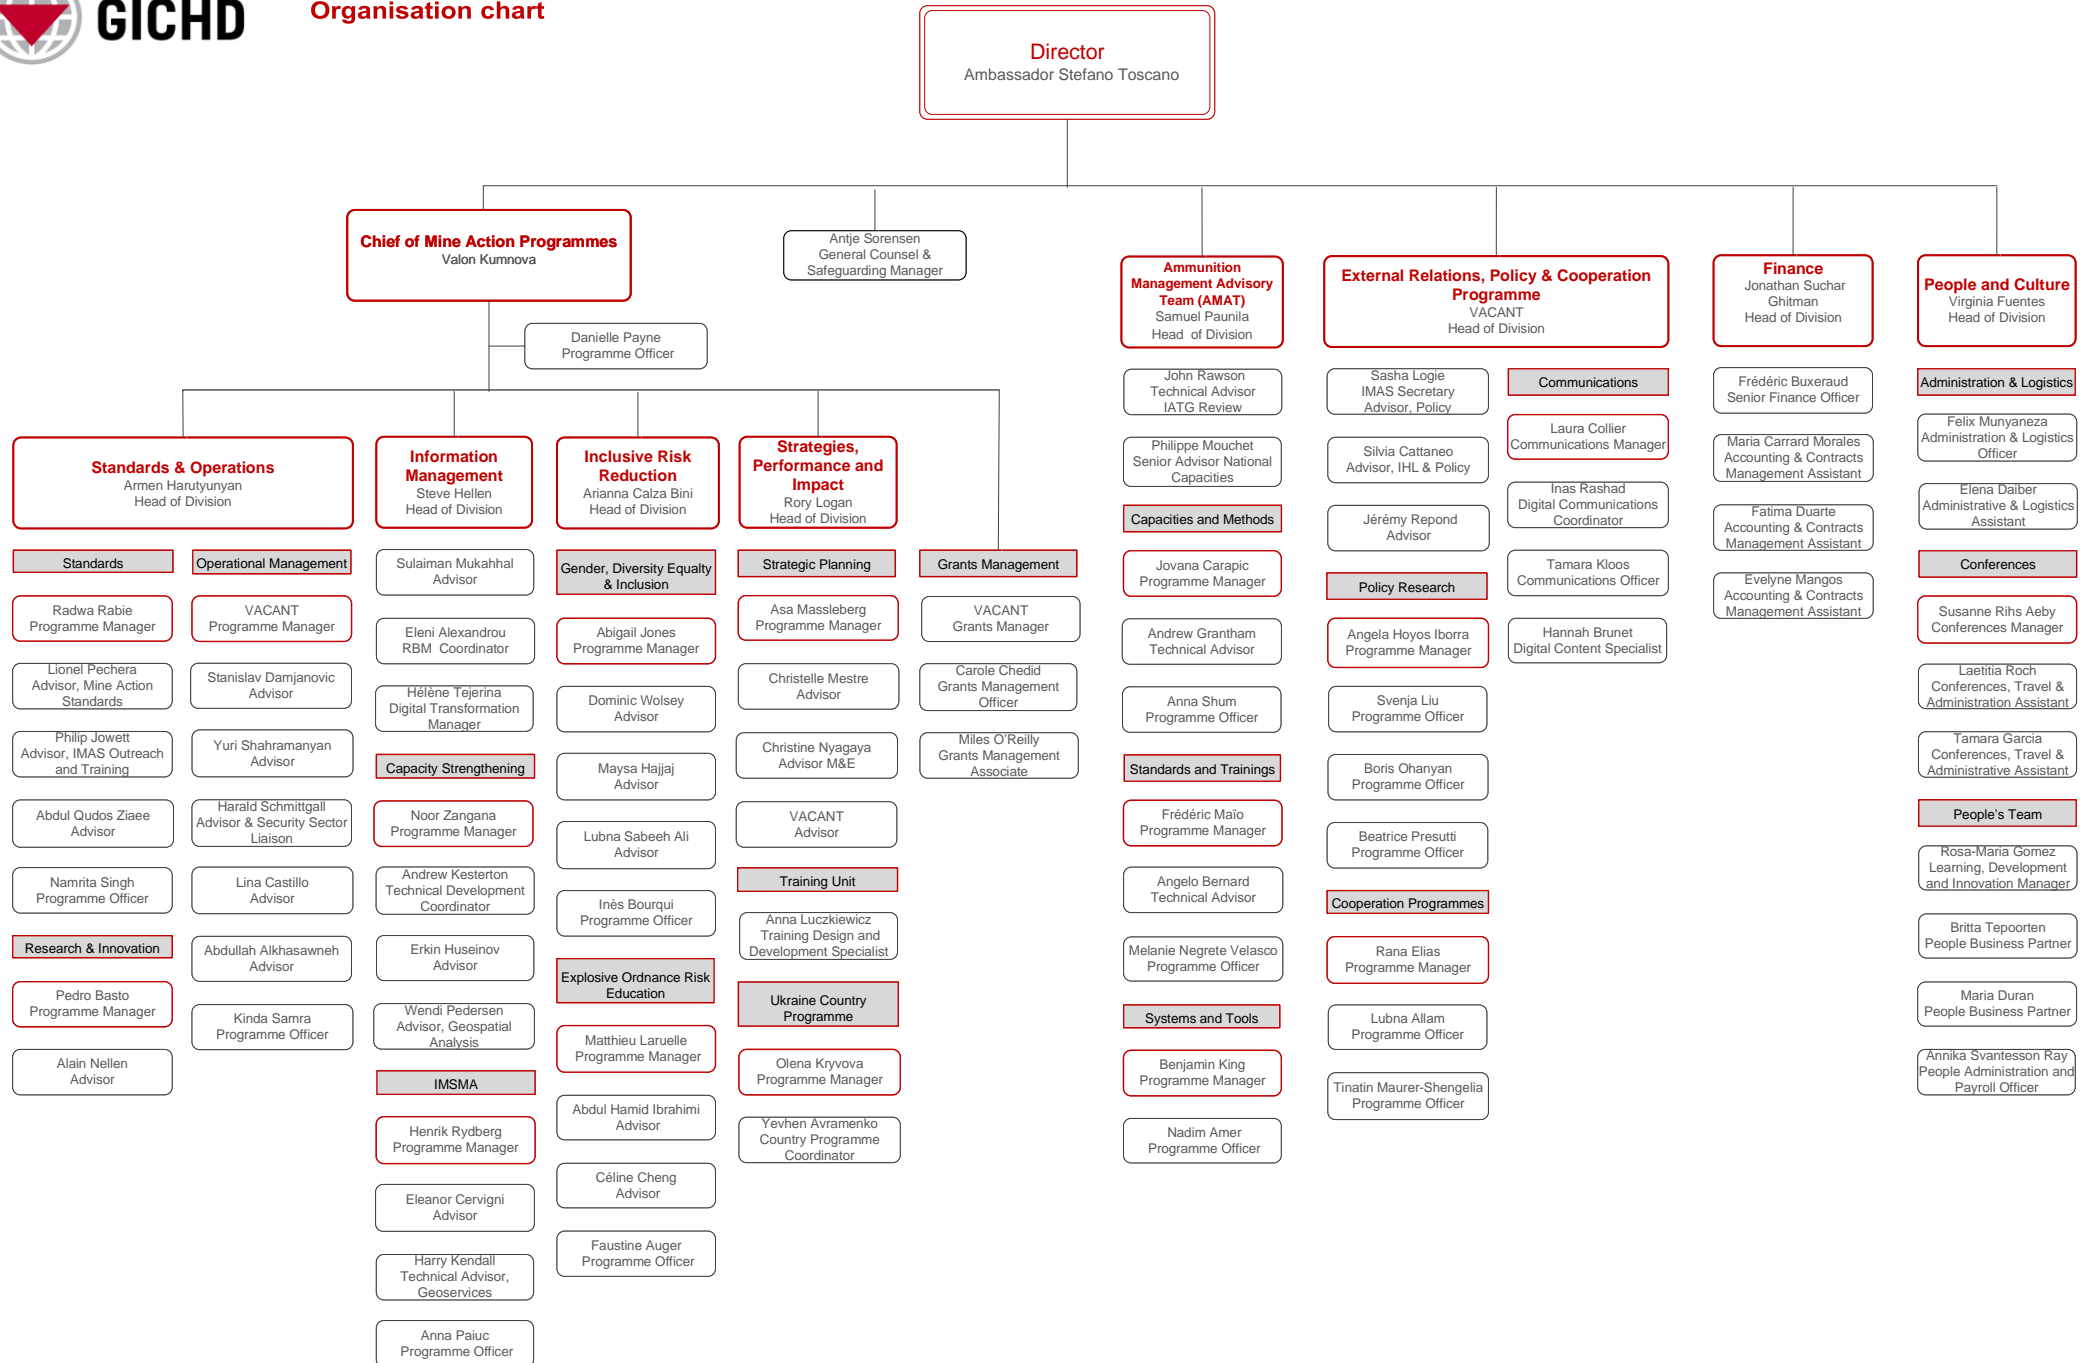 GICHD
Organisation chart
Director
Ambassador Stefano Toscano
Chief of Mine Action Programmes
Valon Kumnova
Antje Sorensen
General Counsel &
Safeguarding Manager
Danielle Payne
Programme Officer
Standards & Operations
Armen Harutyunyan
Head of Division
Standards
Radwa Rabie
Programme Manager
Lionel Pechera
Advisor, Mine Action
Standards
Philip Jowett
Advisor, IMAS Outreach
and Training
Abdul Qudos Ziaee
Advisor
Namrita Singh
Programme Officer
Research & Innovation
Pedro Basto
Programme Manager
Alain Nellen
Advisor
Operational Management
VACANT
Programme Manager
Stanislav Damjanovic
Advisor
Yuri Shahramanyan
Advisor
Harald Schmittgall
Advisor & Security Sector
Liaison
Lina Castillo
Advisor
Abdullah Alkhasawneh
Advisor
Kinda Samra
Programme Officer
Information
Management
Steve Hellen
Head of Division
Sulaiman Mukahhal
Advisor
Eleni Alexandrou
RBM Coordinator
Hélène Tejerina
Digital Transformation
Manager
Capacity Strengthening
Noor Zangana
Programme Manager
Andrew Kesterton
Technical Development
Coordinator
Erkin Huseinov
Advisor
Wendi Pedersen
Advisor, Geospatial
Analysis
IMSMA
Henrik Rydberg
Programme Manager
Eleanor Cervigni
Advisor
Harry Kendall
Technical Advisor,
Geoservices
Anna Paiuc
Programme Officer
Inclusive Risk
Reduction
Arianna Calza Bini
Head of Division
Gender, Diversity Equalty
& Inclusion
Abigail Jones
Programme Manager
Dominic Wolsey
Advisor
Maysa Hajjaj
Advisor
Lubna Sabeeh Ali
Advisor
Inès Bourqui
Programme Officer
Explosive Ordnance Risk
Education
Matthieu Laruelle
Programme Manager
Abdul Hamid Ibrahimi
Advisor
Céline Cheng
Advisor
Faustine Auger
Programme Officer
Strategies,
Performance and
Impact
Rory Logan
Head of Division
Strategic Planning
Asa Massleberg
Programme Manager
Christelle Mestre
Advisor
Christine Nyagaya
Advisor M&E
VACANT
Advisor
Training Unit
Anna Luczkiewicz
Training Design and
Development Specialist
Ukraine Country
Programme
Olena Kryvova
Programme Manager
Yevhen Avramenko
Country Programme
Coordinator
Grants Management
VACANT
Grants Manager
Carole Chedid
Grants Management
Officer
Miles O'Reilly
Grants Management
Associate
Ammunition
Management Advisory
Team (AMAT)
Samuel Paunila
Head of Division
John Rawson
Technical Advisor
IATG Review
Philippe Mouchet
Senior Advisor National
Capacities
Capacities and Methods
Jovana Carapic
Programme Manager
Andrew Grantham
Technical Advisor
Anna Shum
Programme Officer
Standards and Trainings
Frédéric Maïo
Programme Manager
Angelo Bernard
Technical Advisor
Melanie Negrete Velasco
Programme Officer
Systems and Tools
Benjamin King
Programme Manager
Nadim Amer
Programme Officer
External Relations, Policy & Cooperation
Programme
VACANT
Head of Division
Sasha Logie
IMAS Secretary
Advisor, Policy
Silvia Cattaneo
Advisor, IHL & Policy
Jérémy Repond
Advisor
Policy Research
Angela Hoyos Iborra
Programme Manager
Svenja Liu
Programme Officer
Boris Ohanyan
Programme Officer
Beatrice Presutti
Programme Officer
Cooperation Programmes
Rana Elias
Programme Manager
Lubna Allam
Programme Officer
Tinatin Maurer-Shengelia
Programme Officer
Communications
Laura Collier
Communications Manager
Inas Rashad
Digital Communications
Coordinator
Tamara Kloos
Communications Officer
Hannah Brunet
Digital Content Specialist
Finance
Jonathan Suchar
Ghitman
Head of Division
Frédéric Buxeraud
Senior Finance Officer
Maria Carrard Morales
Accounting & Contracts
Management Assistant
Fatima Duarte
Accounting & Contracts
Management Assistant
Evelyne Mangos
Accounting & Contracts
Management Assistant
People and Culture
Virginia Fuentes
Head of Division
Administration & Logistics
Felix Munyaneza
Administration & Logistics
Officer
Elena Daiber
Administrative & Logistics
Assistant
Conferences
Susanne Rihs Aeby
Conferences Manager
Laetitia Roch
Conferences, Travel &
Administration Assistant
Tamara Garcia
Conferences, Travel &
Administrative Assistant
People's Team
Rosa-Maria Gomez
Learning, Development
and Innovation Manager
Britta Tepoorten
People Business Partner
Maria Duran
People Business Partner
Annika Svantesson Ray
People Administration and
Payroll Officer